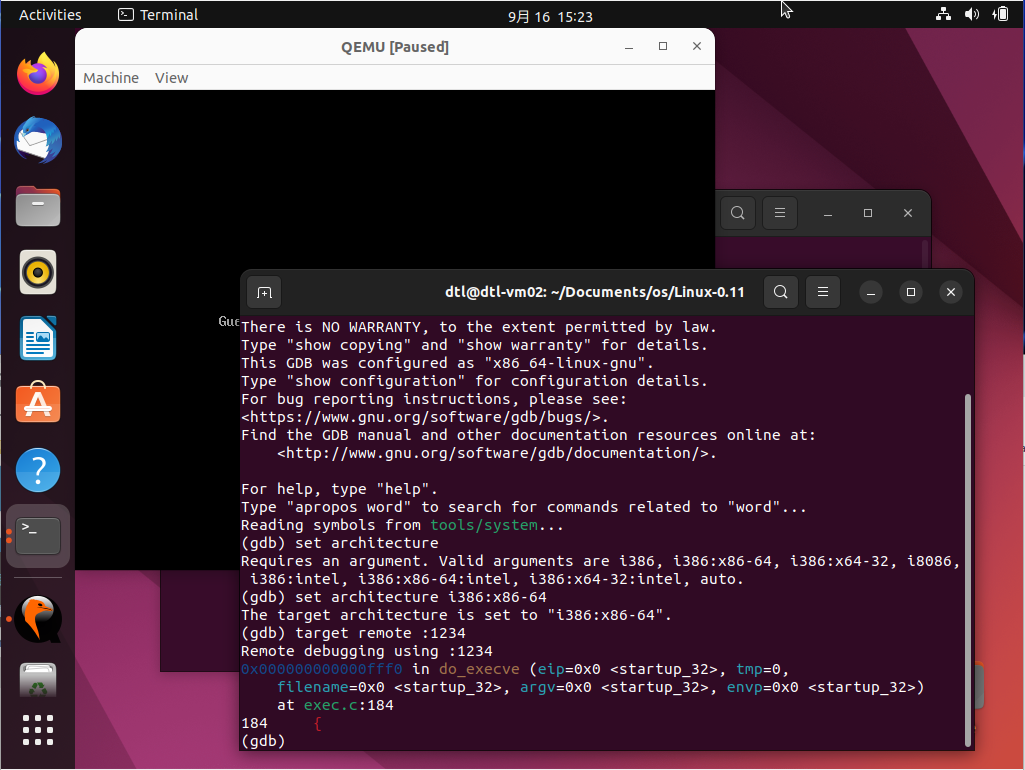 Activities
Terminal
9月 16 15:23
QEMU [Paused]
Machine
View
Gue
dtl@dtl-vm02: ~/Documents/os/Linux-0.11
There is NO WARRANTY, to the extent permitted by law.
Type "show copying" and "show warranty" for details.
This GDB was configured as "x86_64-linux-gnu".
Type "show configuration" for configuration details.
For bug reporting instructions, please see:
<https://www.gnu.org/software/gdb/bugs/>.
Find the GDB manual and other documentation resources online at:
    <http://www.gnu.org/software/gdb/documentation/>.
For help, type "help".
Type "apropos word" to search for commands related to "word"...
Reading symbols from tools/system...
(gdb) set architecture
Requires an argument. Valid arguments are i386, i386:x86-64, i386:x64-32, i8086,
 i386:intel, i386:x86-64:intel, i386:x64-32:intel, auto.
(gdb) set architecture i386:x86-64
The target architecture is set to "i386:x86-64".
(gdb) target remote :1234
Remote debugging using :1234
0x000000000000fff0 in do_execve (eip=0x0 <startup_32>, tmp=0,
    filename=0x0 <startup_32>, argv=0x0 <startup_32>, envp=0x0 <startup_32>)
    at exec.c:184
184     {
(gdb)